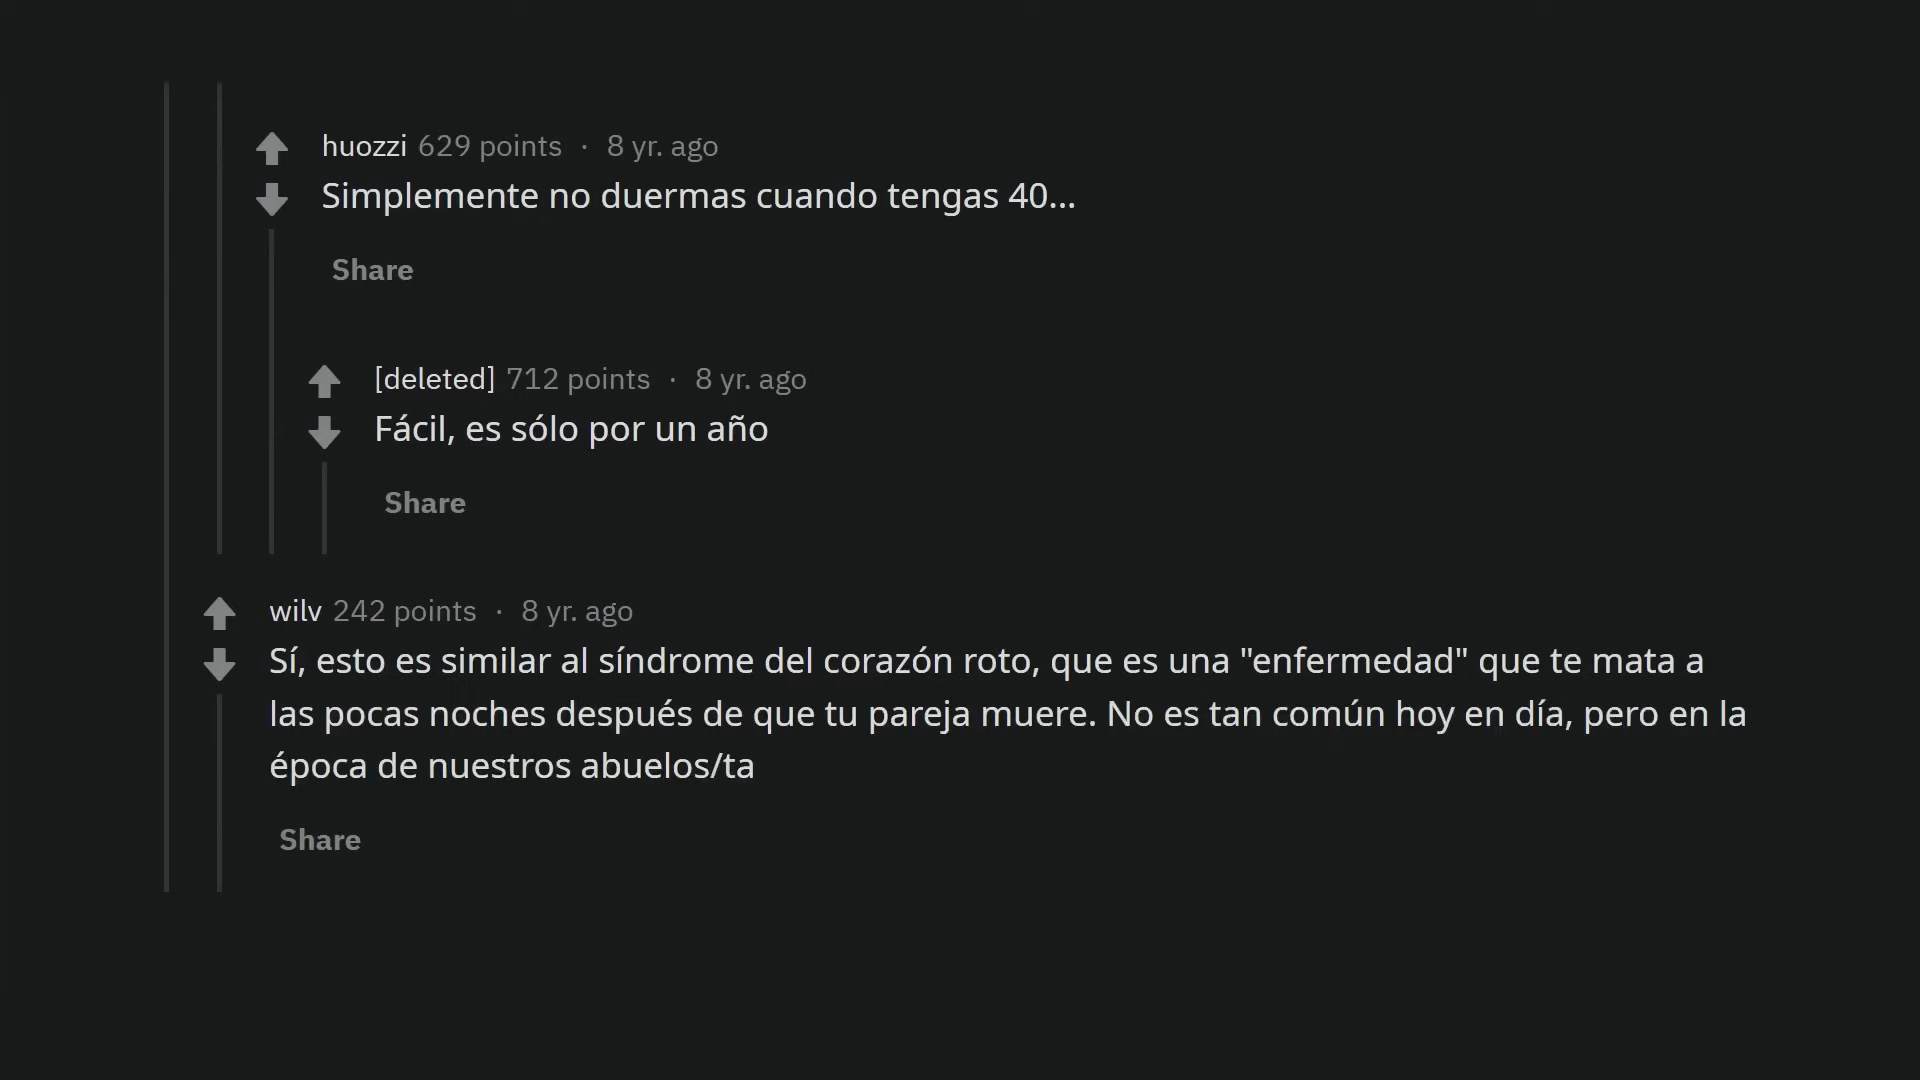 huozzi 629 points · 8 yr. ago
Simplemente no duermas cuando tengas 40...
Share
[deleted] 712 points · 8 yr. ago
Fácil, es sólo por un año
Share
wilv 242 points · 8 yr. ago
Sí, esto es similar al síndrome del corazón roto, que es una "enfermedad" que te mata a
las pocas noches después de que tu pareja muere. No es tan común hoy en día, pero en la
época de nuestros abuelos/ta
Share